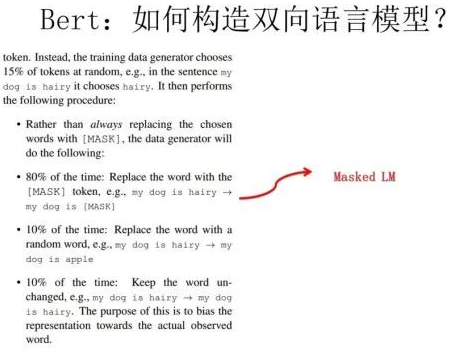 Bert：如何构造双向语言模型？
token. Instead, the training data generator chooses
15% of tokens at random, e.g., in the sentence my
dog is hairy it chooses hairy. It then performs
the following procedure:
• Rather than always replacing the chosen
words with [MASK], the data generator will
do the following:
• 80% of the time: Replace the word with the
[MASK] token, e.g., my dog is hairy →
my dog is [MASK]
Masked LM
• 10% of the time: Replace the word with a
random word, e.g., my dog is hairy → my
dog is apple
• 10% of the time: Keep the word un-
changed, e.g., my dog is hairy → my dog
is hairy. The purpose of this is to bias the
representation towards the actual observed
word.